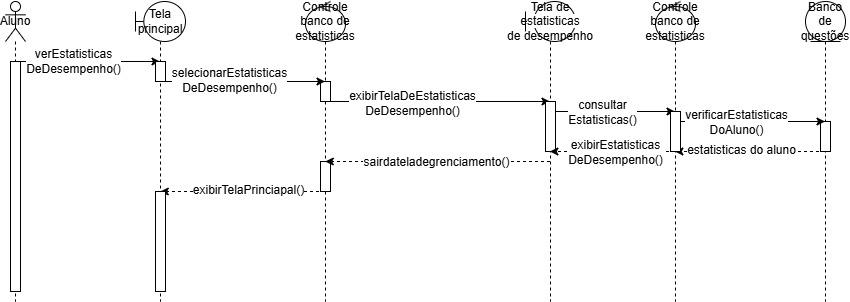 Aluno
Tela
principal
Controle
banco de
estatisticas
Tela de
estatisticas
de desempenho
Controle
banco de
estatisticas
Banco
de
questões
verEstatisticas
DeDesempenho()
selecionarEstatisticas
DeDesempenho()
exibirTelaDeEstatisticas
DeDesempenho()
consultar
Estatisticas()
verificarEstatisticas
DoAluno()
estatisticas do aluno
exibirEstatisticas
DeDesempenho()
sairdateladegrenciamento()
exibirTelaPrinciapal()